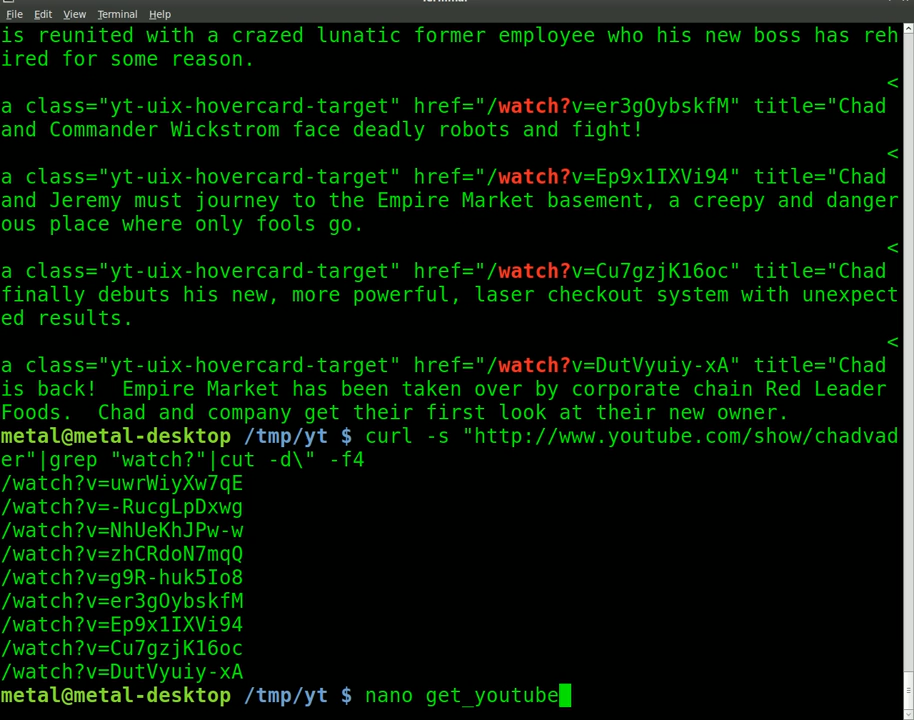 File Edit View Terminal Help
is reunited with a crazed lunatic former employee who his new boss has reh
ired for some reason.
<
a class="yt-uix-hovercard-target" href="/watch?v=er3gOybskfM" title="Chad
and Commander Wickstrom face deadly robots and fight!
<
a class="yt-uix-hovercard-target" href="/watch?v=Ep9x1IXVi94" title="Chad
and Jeremy must journey to the Empire Market basement, a creepy and danger
ous place where only fools go.
<
a class="yt-uix-hovercard-target" href="/watch?v=Cu7gzjK16oc" title="Chad
finally debuts his new, more powerful, laser checkout system with unexpect
ed results.
<
a class="yt-uix-hovercard-target" href="/watch?v=DutVyuiy-xA" title="Chad
is back!  Empire Market has been taken over by corporate chain Red Leader
Foods.  Chad and company get their first look at their new owner.
metal@metal-desktop /tmp/yt $ curl -s "http://www.youtube.com/show/chadvad
er"|grep "watch?"|cut -d\" -f4
/watch?v=uwrWiyXw7qE
/watch?v=-RucgLpDxwg
/watch?v=NhUeKhJPw-w
/watch?v=zhCRdoN7mqQ
/watch?v=g9R-huk5Io8
/watch?v=er3gOybskfM
/watch?v=Ep9x1IXVi94
/watch?v=Cu7gzjK16oc
/watch?v=DutVyuiy-xA
metal@metal-desktop /tmp/yt $ nano get_youtube